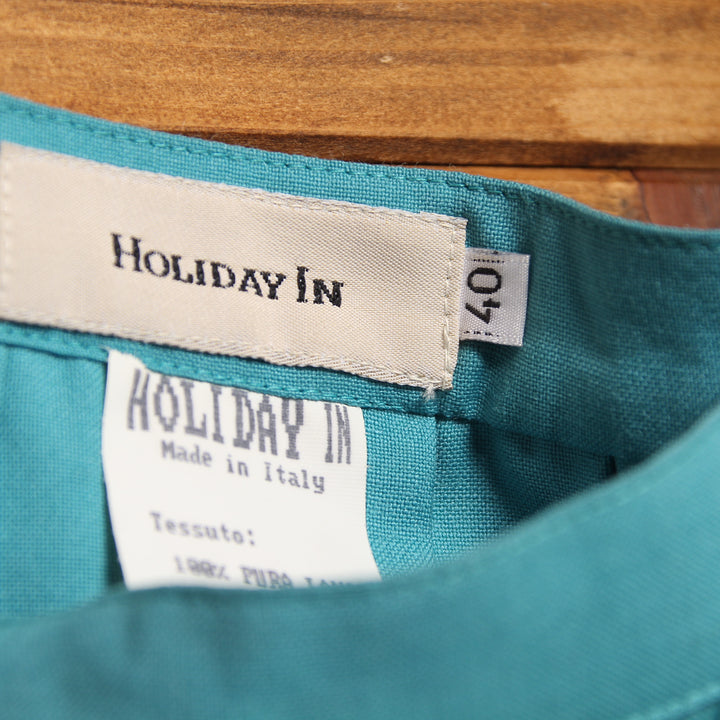 HOLIDAY IN
40
HOLIDAY IN
Made in Italy
Tessuto:
100% PURA